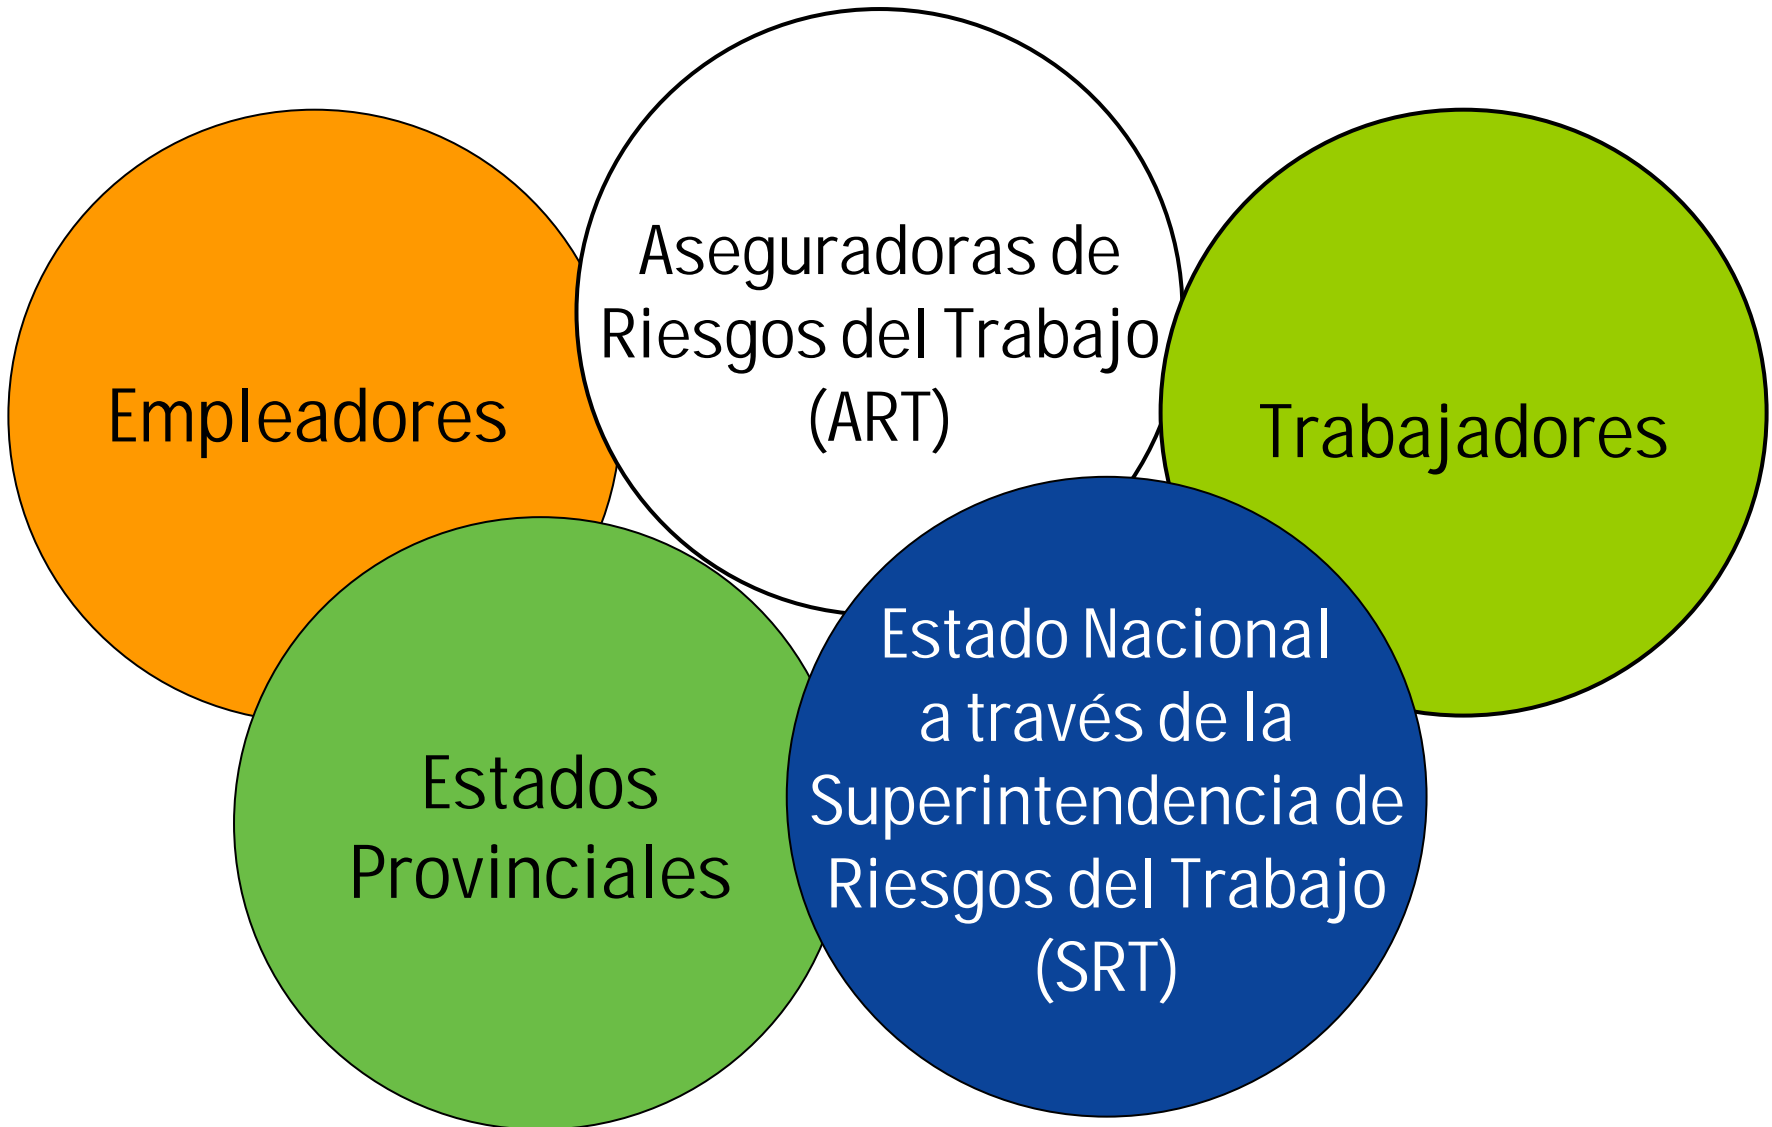 Aseguradoras de
Riesgos del Trabajo
(ART)
Empleadores
Trabajadores
Estados
Provinciales
Estado Nacional
a través de la
Superintendencia de
Riesgos del Trabajo
(SRT)